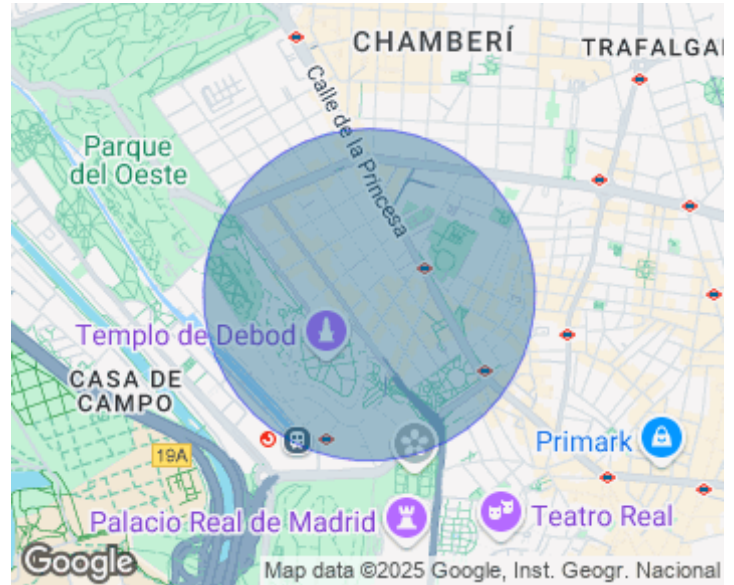 CHAMBERÍ
TRAFALGA
Calle de la Princesa
Parque
del Oeste
Templo de Debod
CASA DE
CAMPO
19A
Primark
Palacio Real de Madrid
Teatro Real
Google
Map data ©2025 Google, Inst. Geogr. Nacional